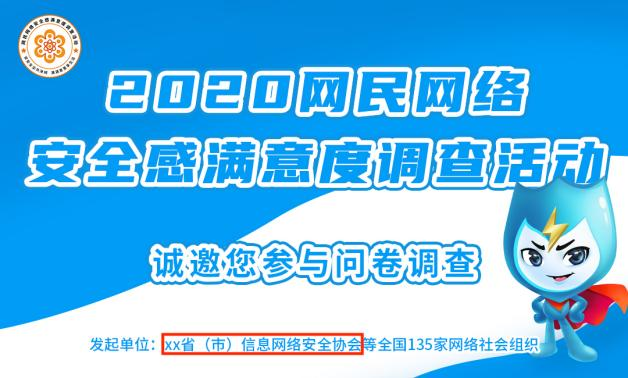 2020网民网络
安全感满意度调查活动
诚邀您参与问卷调查
发起单位：xx省（市）信息网络安全协会等全国135家网络社会组织